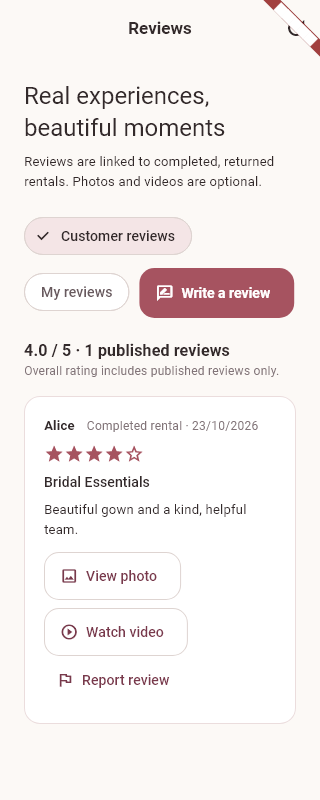 Reviews
Real experiences,
beautiful moments
Reviews are linked to completed, returned
rentals. Photos and videos are optional.
Customer reviews
My reviews
Write a review
4.0 / 5 · 1 published reviews
Overall rating includes published reviews only.
Alice Completed rental · 23/10/2026
Bridal Essentials
Beautiful gown and a kind, helpful
team.
View photo
Watch video
Report review